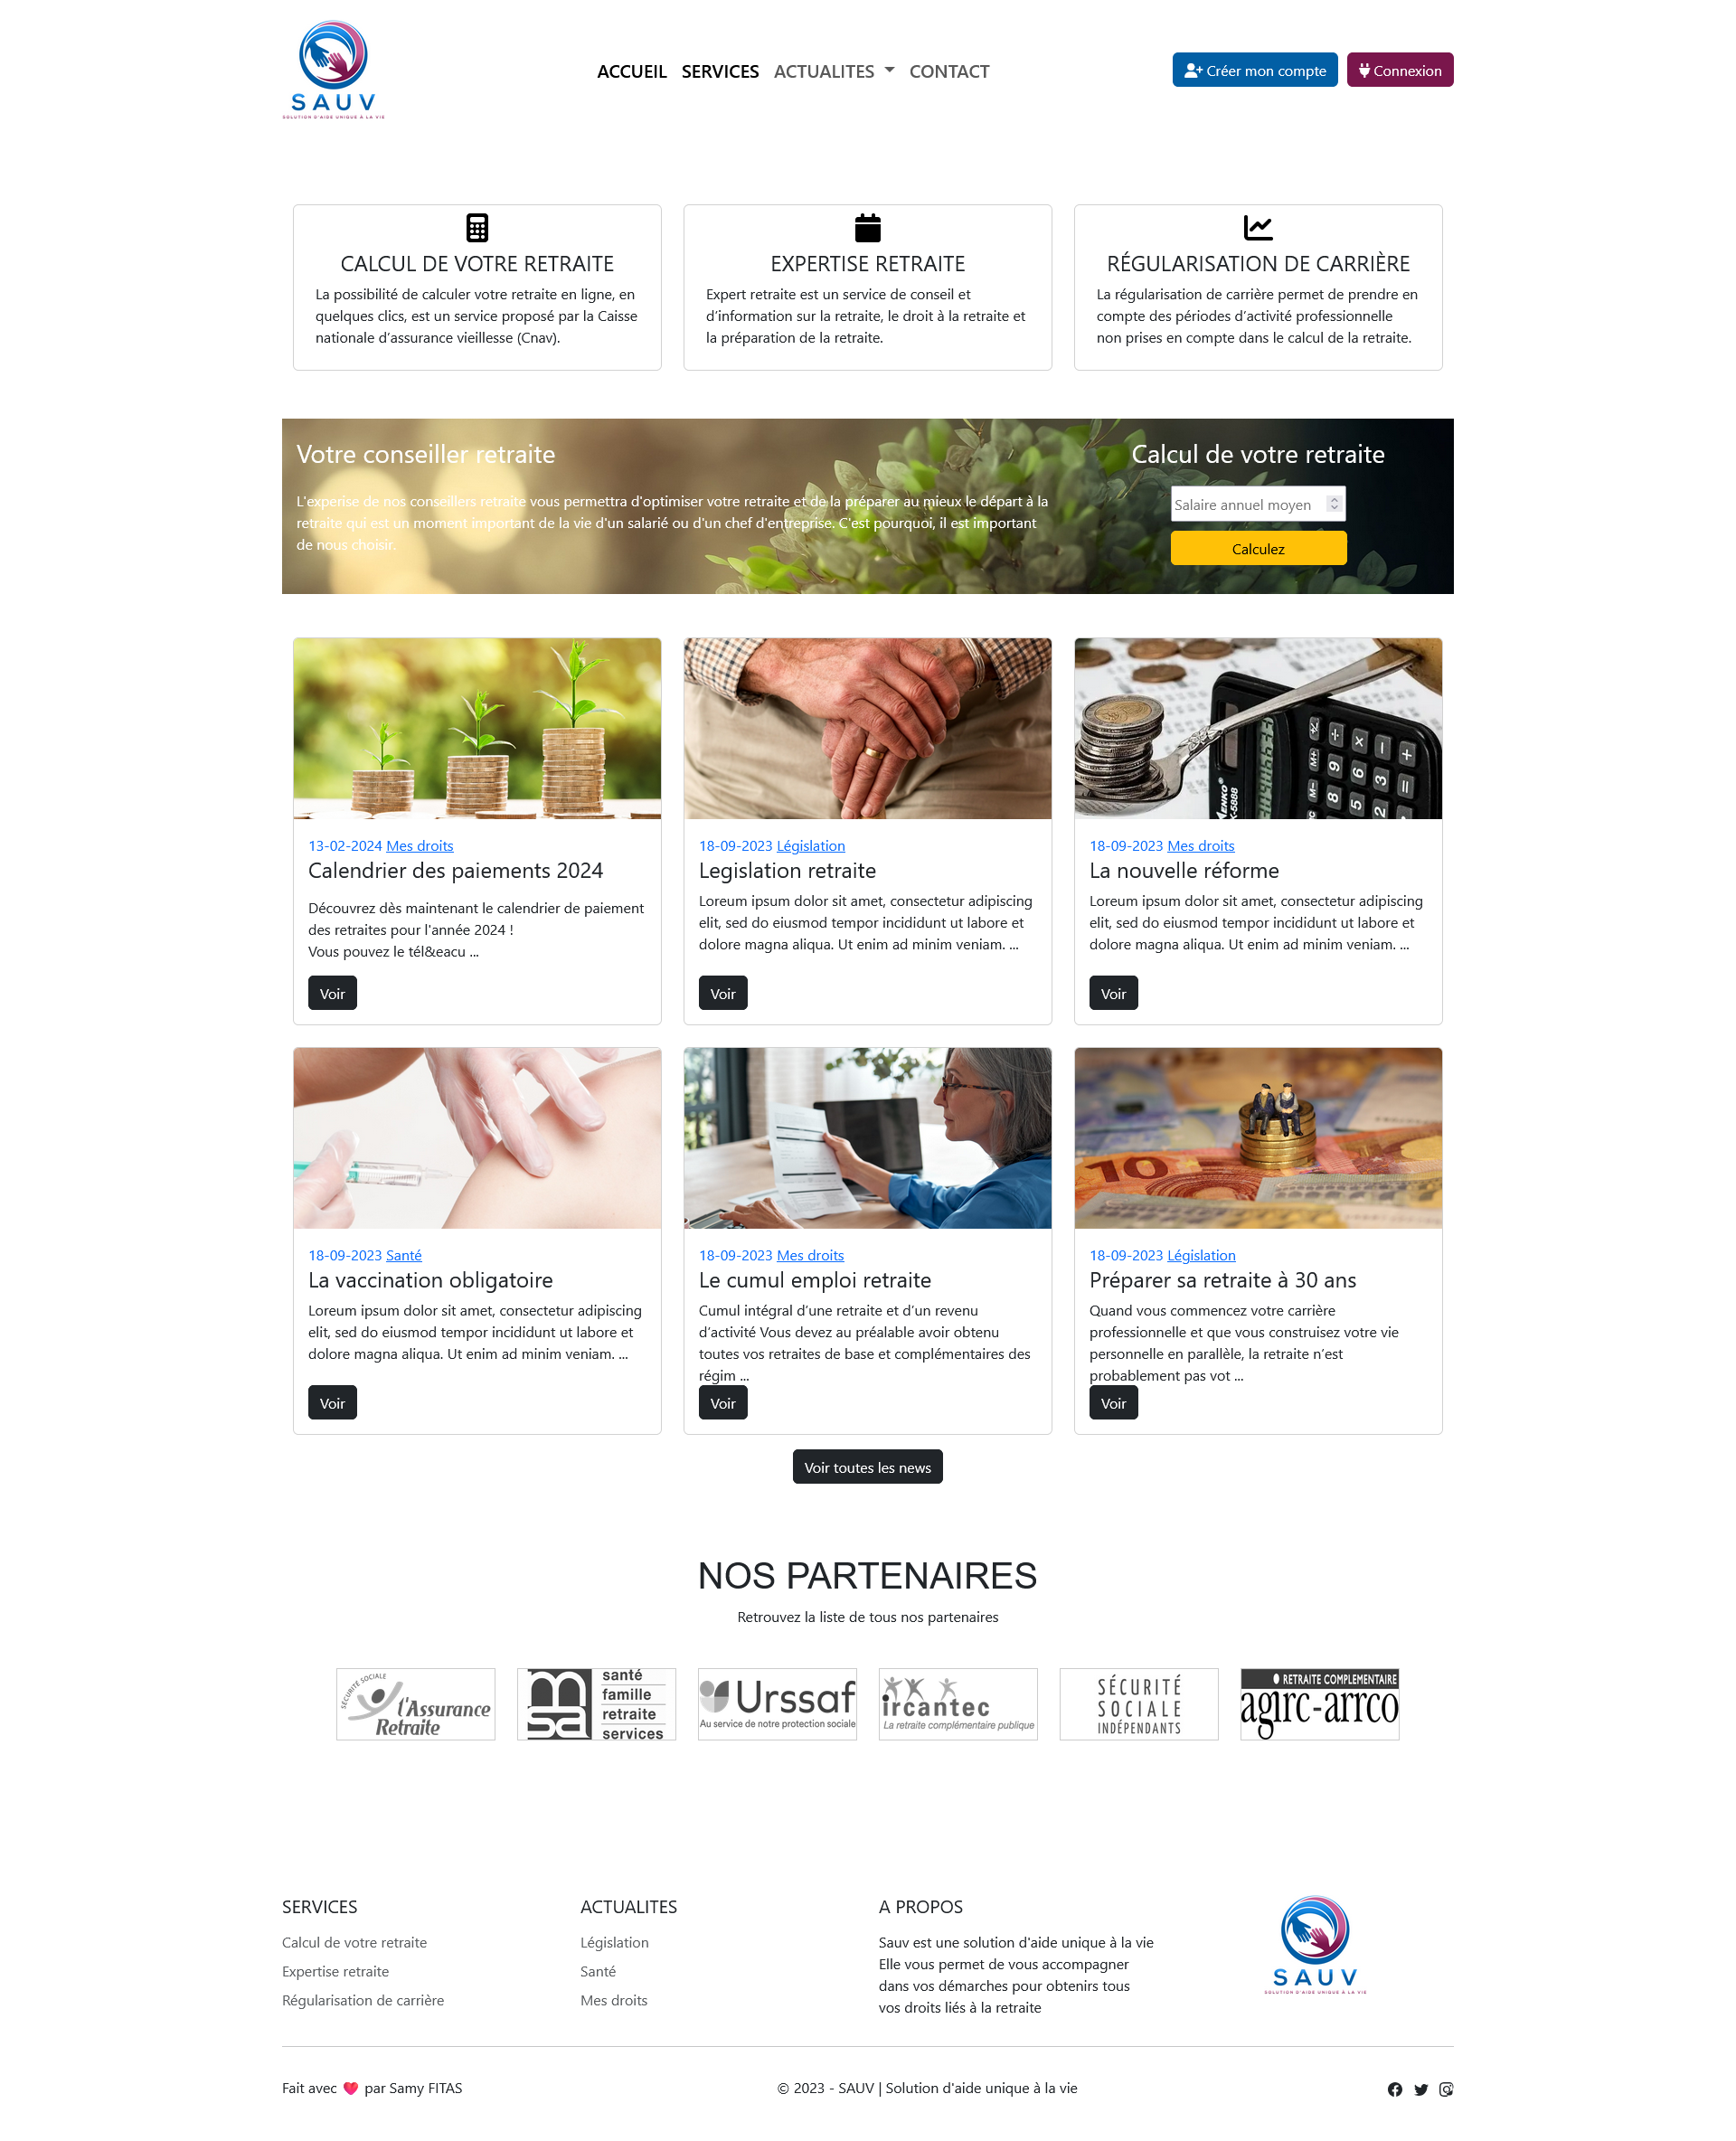 SAUV
SOLUTION D'AIDE UNIQUE À LA VIE
ACCUEIL SERVICES ACTUALITES CONTACT
Créer mon compte Connexion
CALCUL DE VOTRE RETRAITE
La possibilité de calculer votre retraite en ligne, en
quelques clics, est un service proposé par la Caisse
nationale d’assurance vieillesse (Cnav).
EXPERTISE RETRAITE
Expert retraite est un service de conseil et
d’information sur la retraite, le droit à la retraite et
la préparation de la retraite.
RÉGULARISATION DE CARRIÈRE
La régularisation de carrière permet de prendre en
compte des périodes d’activité professionnelle
non prises en compte dans le calcul de la retraite.
Votre conseiller retraite
L'experise de nos conseillers retraite vous permettra d'optimiser votre retraite et de la préparer au mieux le départ à la
retraite qui est un moment important de la vie d'un salarié ou d'un chef d'entreprise. C'est pourquoi, il est important
de nous choisir.
Calcul de votre retraite
Salaire annuel moyen
Calculez
13-02-2024 Mes droits
Calendrier des paiements 2024
Découvrez dès maintenant le calendrier de paiement
des retraites pour l'année 2024 !
Vous pouvez le tél&eacu ...
Voir
18-09-2023 Législation
Legislation retraite
Loreum ipsum dolor sit amet, consectetur adipiscing
elit, sed do eiusmod tempor incididunt ut labore et
dolore magna aliqua. Ut enim ad minim veniam. ...
Voir
18-09-2023 Mes droits
La nouvelle réforme
Loreum ipsum dolor sit amet, consectetur adipiscing
elit, sed do eiusmod tempor incididunt ut labore et
dolore magna aliqua. Ut enim ad minim veniam. ...
Voir
18-09-2023 Santé
La vaccination obligatoire
Loreum ipsum dolor sit amet, consectetur adipiscing
elit, sed do eiusmod tempor incididunt ut labore et
dolore magna aliqua. Ut enim ad minim veniam. ...
Voir
18-09-2023 Mes droits
Le cumul emploi retraite
Cumul intégral d’une retraite et d’un revenu
d’activité Vous devez au préalable avoir obtenu
toutes vos retraites de base et complémentaires des
régim ...
Voir
18-09-2023 Législation
Préparer sa retraite à 30 ans
Quand vous commencez votre carrière
professionnelle et que vous construisez votre vie
personnelle en parallèle, la retraite n’est
probablement pas vot ...
Voir
Voir toutes les news
NOS PARTENAIRES
Retrouvez la liste de tous nos partenaires
SÉCURITÉ SOCIALE
l'Assurance
Retraite
msa
santé
famille
retraite
services
Urssaf
Au service de notre protection sociale
ircantec
La retraite complémentaire publique
SÉCURITÉ
SOCIALE
INDÉPENDANTS
RETRAITE COMPLEMENTAIRE
agirc-arrco
SERVICES
Calcul de votre retraite
Expertise retraite
Régularisation de carrière
ACTUALITES
Législation
Santé
Mes droits
A PROPOS
Sauv est une solution d'aide unique à la vie
Elle vous permet de vous accompagner
dans vos démarches pour obtenirs tous
vos droits liés à la retraite
SAUV
SOLUTION D'AIDE UNIQUE À LA VIE
Fait avec par Samy FITAS
© 2023 - SAUV | Solution d'aide unique à la vie